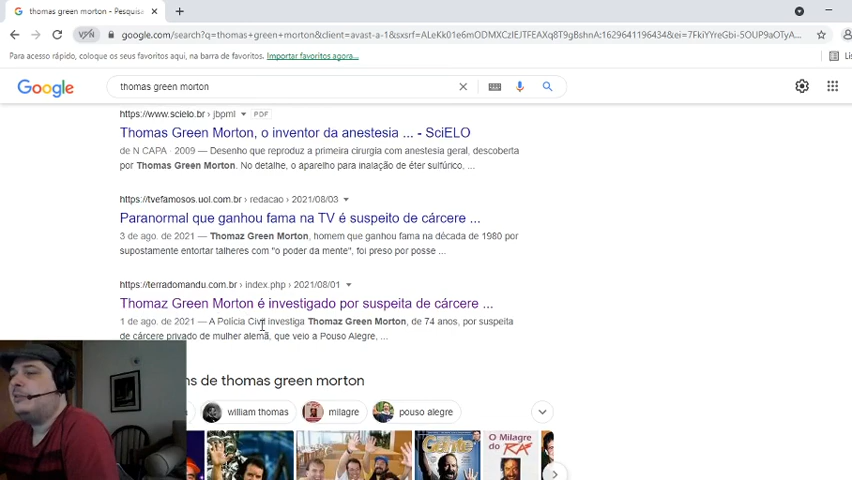 thomas green morton - Pesquisa
google.com/search?q=thomas+green+morton&client=avast-a-1&sxsrf=ALeKk01e6mODMXCzIEJTFEAXq8T9gBshnA:1629641196434&ei=7FkiYYreGbi-5OUP9aOTyA...
Para acesso rápido, coloque os seus favoritos aqui, na barra de favoritos. Importar favoritos agora...
Lis
Google
thomas green morton
https://www.scielo.br › jbpml PDF
Thomas Green Morton, o inventor da anestesia ... - SciELO
de N CAPA · 2009 — Desenho que reproduz a primeira cirurgia com anestesia geral, descoberta
por Thomas Green Morton. No detalhe, o aparelho para inalação de éter sulfúrico, ...
https://tvefamosos.uol.com.br › redacao › 2021/08/03
Paranormal que ganhou fama na TV é suspeito de cárcere ...
3 de ago. de 2021 — Thomaz Green Morton, homem que ganhou fama na década de 1980 por
supostamente entortar talheres com "o poder da mente", foi preso por posse ...
https://terradomandu.com.br › index.php › 2021/08/01
Thomaz Green Morton é investigado por suspeita de cárcere ...
1 de ago. de 2021 — A Polícia Civil investiga Thomaz Green Morton, de 74 anos, por suspeita
de cárcere privado de mulher alemã, que veio a Pouso Alegre, ...
ns de thomas green morton
william thomas
milagre
pouso alegre
Gente
O Milagre
do RÁ